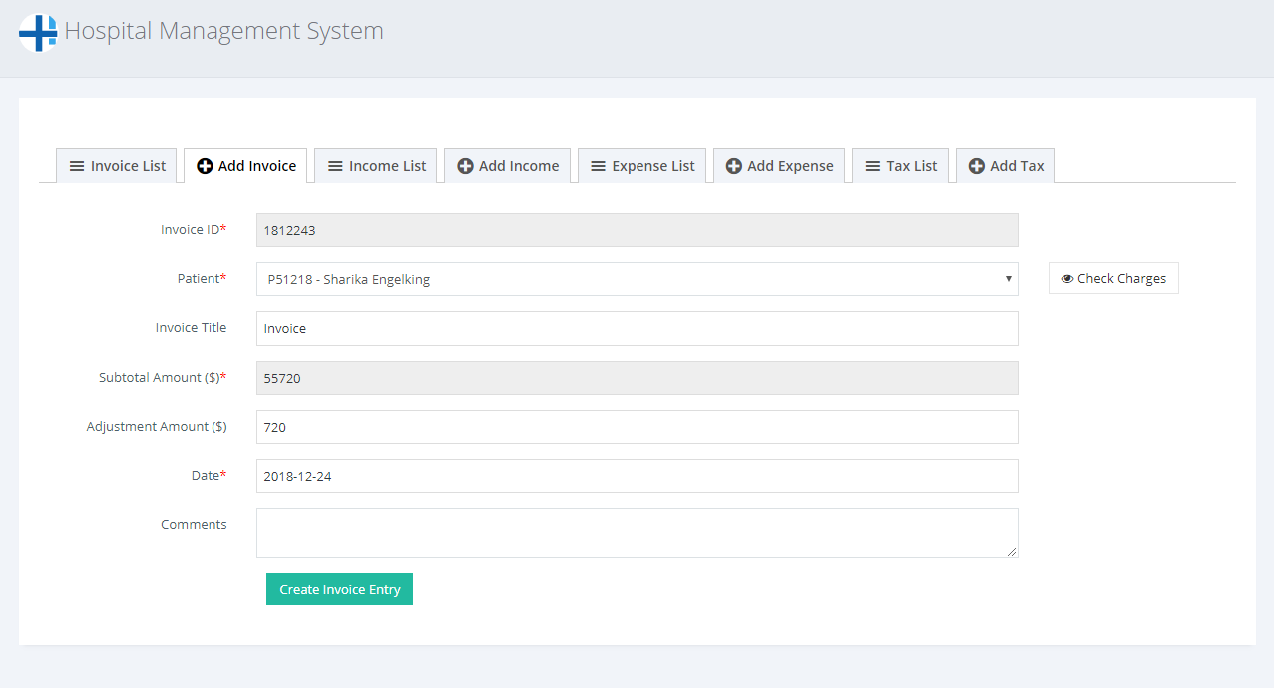 Hospital Management System
Invoice List Add Invoice Income List Add Income Expense List Add Expense Tax List Add Tax
Invoice ID* 1812243
Patient* P51218 - Sharika Engelking Check Charges
Invoice Title Invoice
Subtotal Amount ($)* 55720
Adjustment Amount ($) 720
Date* 2018-12-24
Comments
Create Invoice Entry